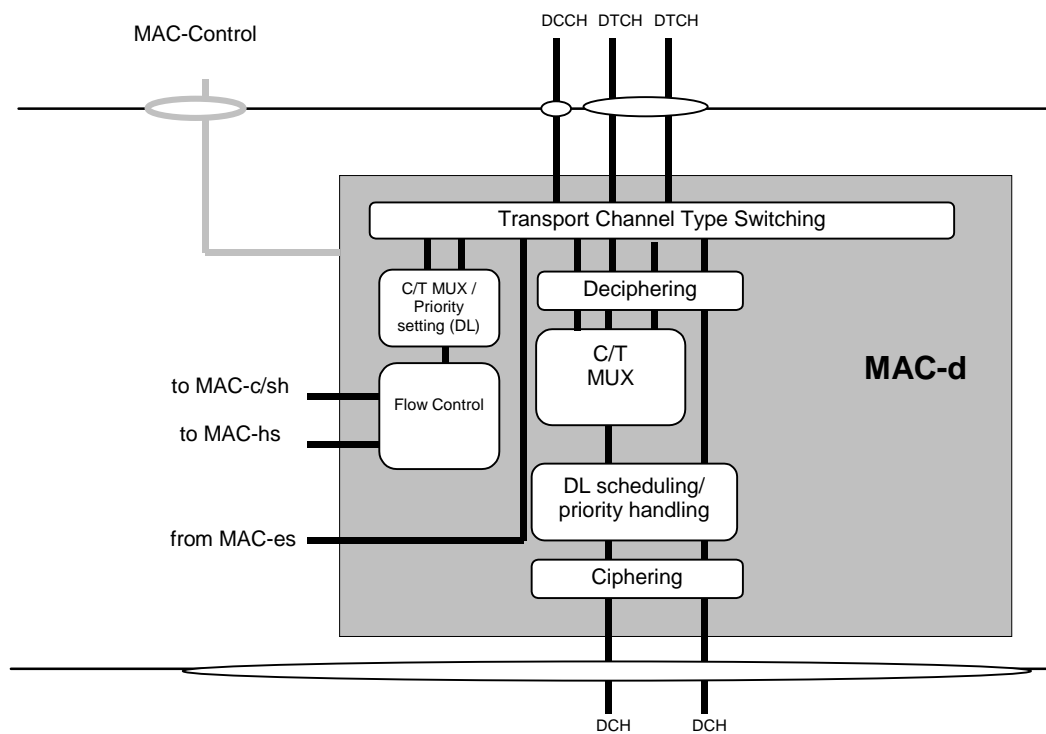 DCCH DTCH DTCH
MAC-Control
Transport Channel Type Switching
C/T MUX /
Priority
setting (DL)
Deciphering
C/T
MUX
MAC-d
to MAC-c/sh
Flow Control
to MAC-hs
DL scheduling/
priority handling
from MAC-es
Ciphering
DCH DCH